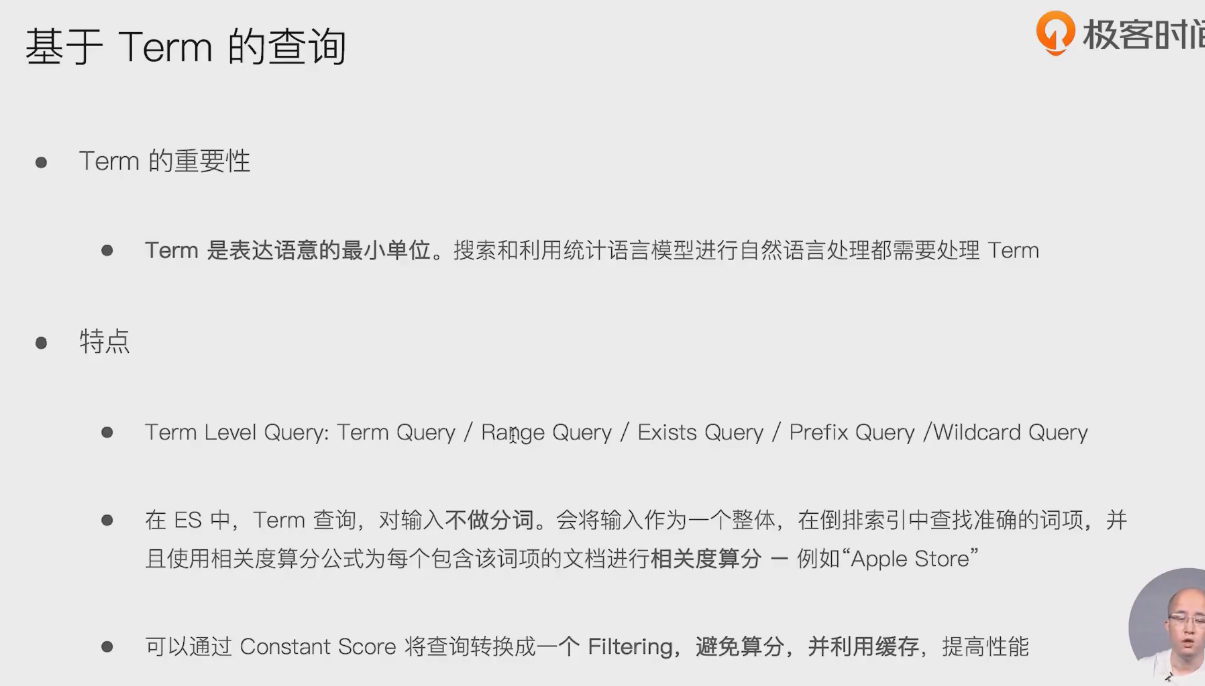 基于 Term 的查询
极客时间
Term 的重要性
Term 是表达语意的最小单位。搜索和利用统计语言模型进行自然语言处理都需要处理 Term
特点
Term Level Query: Term Query / Range Query / Exists Query / Prefix Query /Wildcard Query
在 ES 中，Term 查询，对输入不做分词。会将输入作为一个整体，在倒排索引中查找准确的词项，并
且使用相关度算分公式为每个包含该词项的文档进行相关度算分 – 例如“Apple Store”
可以通过 Constant Score 将查询转换成一个 Filtering，避免算分，并利用缓存，提高性能